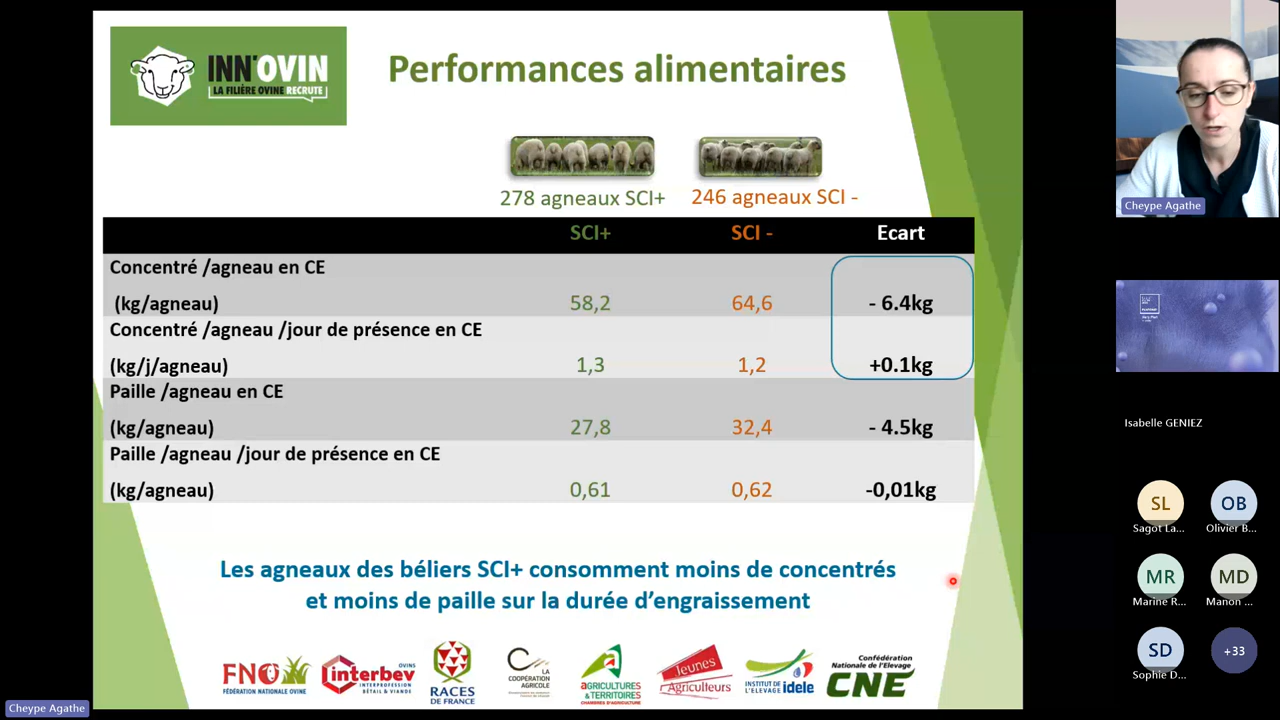 INN'OVIN
LA FILIÈRE OVINE RECRUTE
Performances alimentaires
278 agneaux SCI+
246 agneaux SCI -
SCI+ SCI - Ecart
Concentré /agneau en CE
(kg/agneau) 58,2 64,6 - 6.4kg
Concentré /agneau /jour de présence en CE
(kg/j/agneau) 1,3 1,2 +0.1kg
Paille /agneau en CE
(kg/agneau) 27,8 32,4 - 4.5kg
Paille /agneau /jour de présence en CE
(kg/agneau) 0,61 0,62 -0,01kg
Les agneaux des béliers SCI+ consomment moins de concentrés
et moins de paille sur la durée d'engraissement
FNO
FÉDÉRATION NATIONALE OVINE
interbev OVINS
INTERPROFESSION
BÉTAIL & VIANDE
RACES
DE FRANCE
LA
COOPÉRATION
AGRICOLE
AGRICULTURES
& TERRITOIRES
CHAMBRES D'AGRICULTURE
Jeunes
Agriculteurs
INSTITUT DE
L'ELEVAGE idele
Confédération
Nationale de l'Elevage
CNE
Cheype Agathe
Isabelle GENIEZ
SL
Sagot La...
OB
Olivier B...
MR
Marine R...
MD
Manon ...
SD
Sophie D...
+33
Cheype Agathe